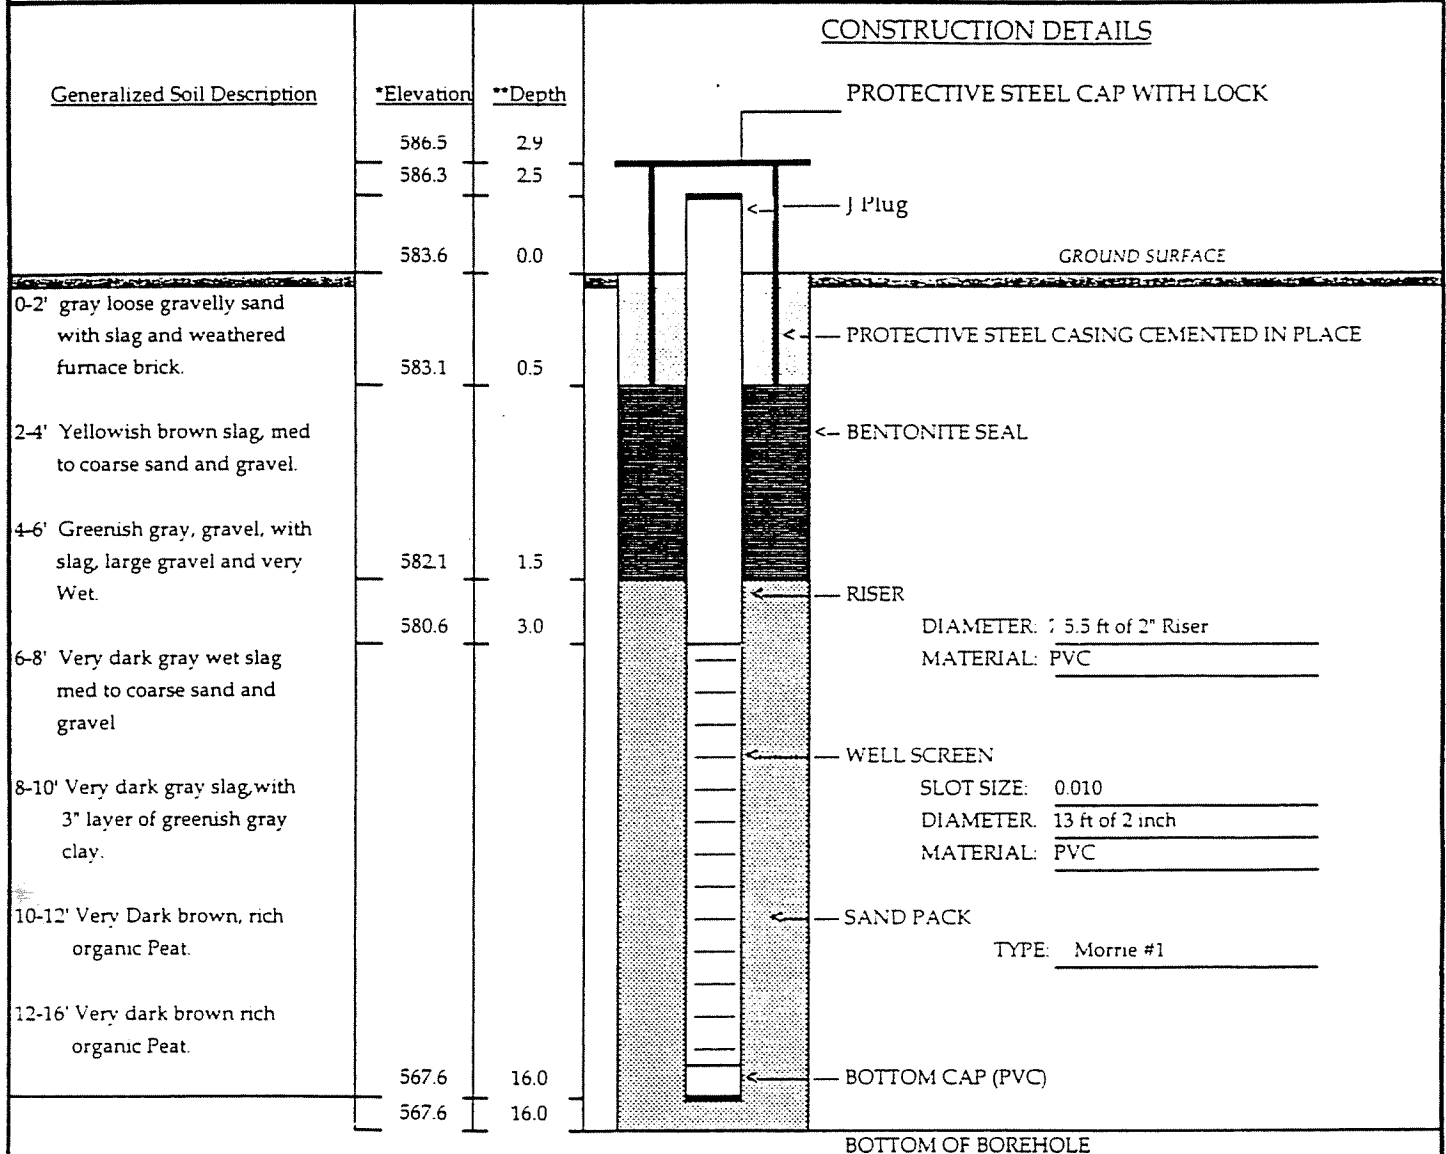 CONSTRUCTION DETAILS
Generalized Soil Description
*Elevation
**Depth
PROTECTIVE STEEL CAP WITH LOCK
586.5 2.9
586.3 2.5
J Plug
583.6 0.0
GROUND SURFACE
0-2' gray loose gravelly sand
with slag and weathered
furnace brick.
PROTECTIVE STEEL CASING CEMENTED IN PLACE
583.1 0.5
2-4' Yellowish brown slag, med
to coarse sand and gravel.
BENTONITE SEAL
4-6' Greenish gray, gravel, with
slag, large gravel and very
Wet.
582.1 1.5
RISER
580.6 3.0
DIAMETER: 5.5 ft of 2" Riser
MATERIAL: PVC
6-8' Very dark gray wet slag
med to coarse sand and
gravel
WELL SCREEN
SLOT SIZE: 0.010
DIAMETER. 13 ft of 2 inch
MATERIAL: PVC
8-10' Very dark gray slag,with
3" layer of greenish gray
clay.
10-12' Very Dark brown, rich
organic Peat.
SAND PACK
TYPE: Morrie #1
12-16' Very dark brown rich
organic Peat.
567.6 16.0
BOTTOM CAP (PVC)
567.6 16.0
BOTTOM OF BOREHOLE